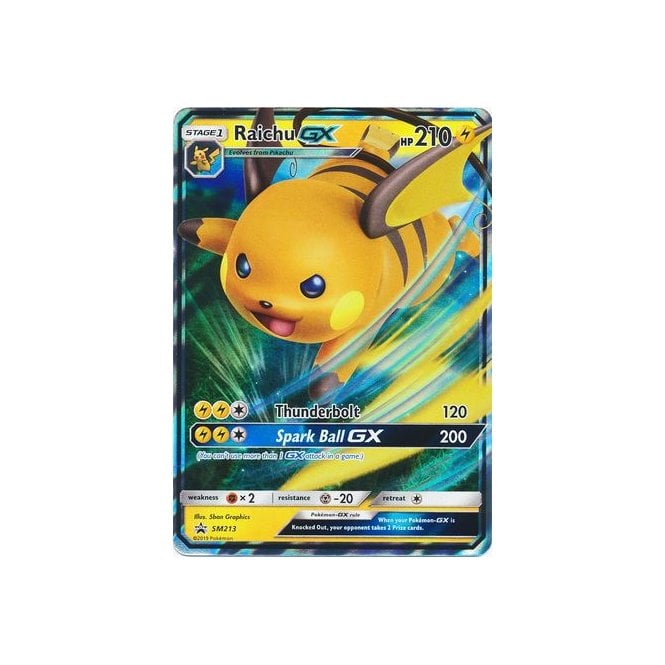 STAGE 1 Raichu GX HP 210
Evolves from Pikachu
Thunderbolt 120
Spark Ball GX 200
(You can't use more than 1 GX attack in a game.)
weakness ×2 resistance -20 retreat
Illus. 5ban Graphics
Pokémon-GX rule
When your Pokémon-GX is
Knocked Out, your opponent takes 2 Prize cards.
SM213
©2019 Pokémon